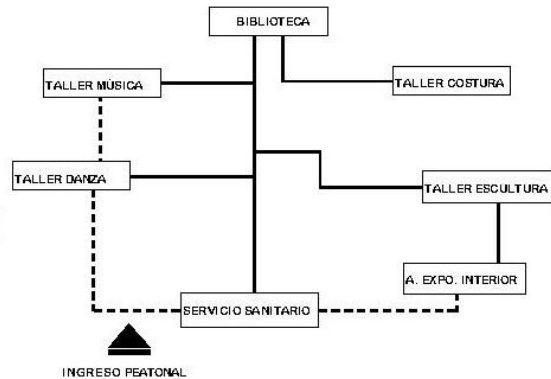 BIBLIOTECA
TALLER MÚSICA
TALLER COSTURA
TALLER DANZA
TALLER ESCULTURA
A. EXPO. INTERIOR
SERVICIO SANITARIO
INGRESO PEATONAL